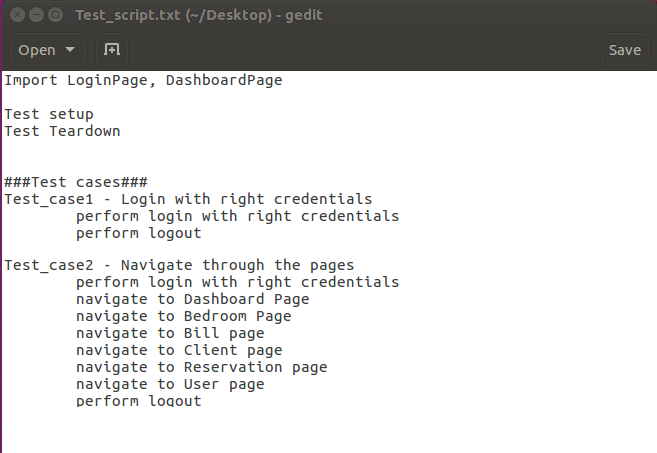 Test_script.txt (~/Desktop) - gedit
Open
Save
Import LoginPage, DashboardPage
Test setup
Test Teardown
###Test cases###
Test_case1 - Login with right credentials
perform login with right credentials
perform logout
Test_case2 - Navigate through the pages
perform login with right credentials
navigate to Dashboard Page
navigate to Bedroom Page
navigate to Bill page
navigate to Client page
navigate to Reservation page
navigate to User page
perform logout